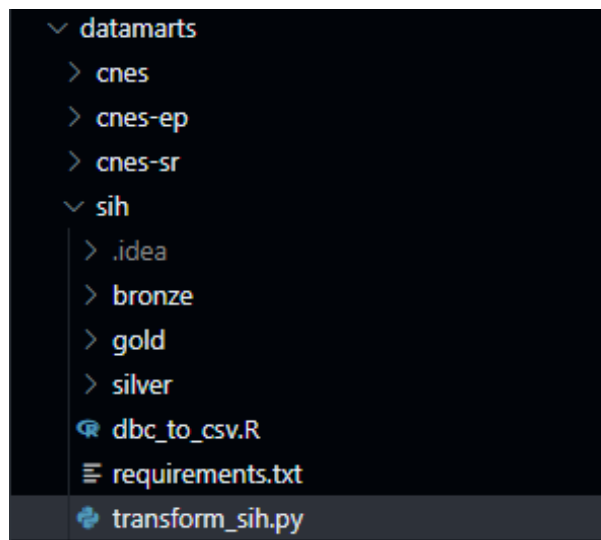 datamarts
cnes
cnes-ep
cnes-sr
sih
.idea
bronze
gold
silver
dbc_to_csv.R
requirements.txt
transform_sih.py